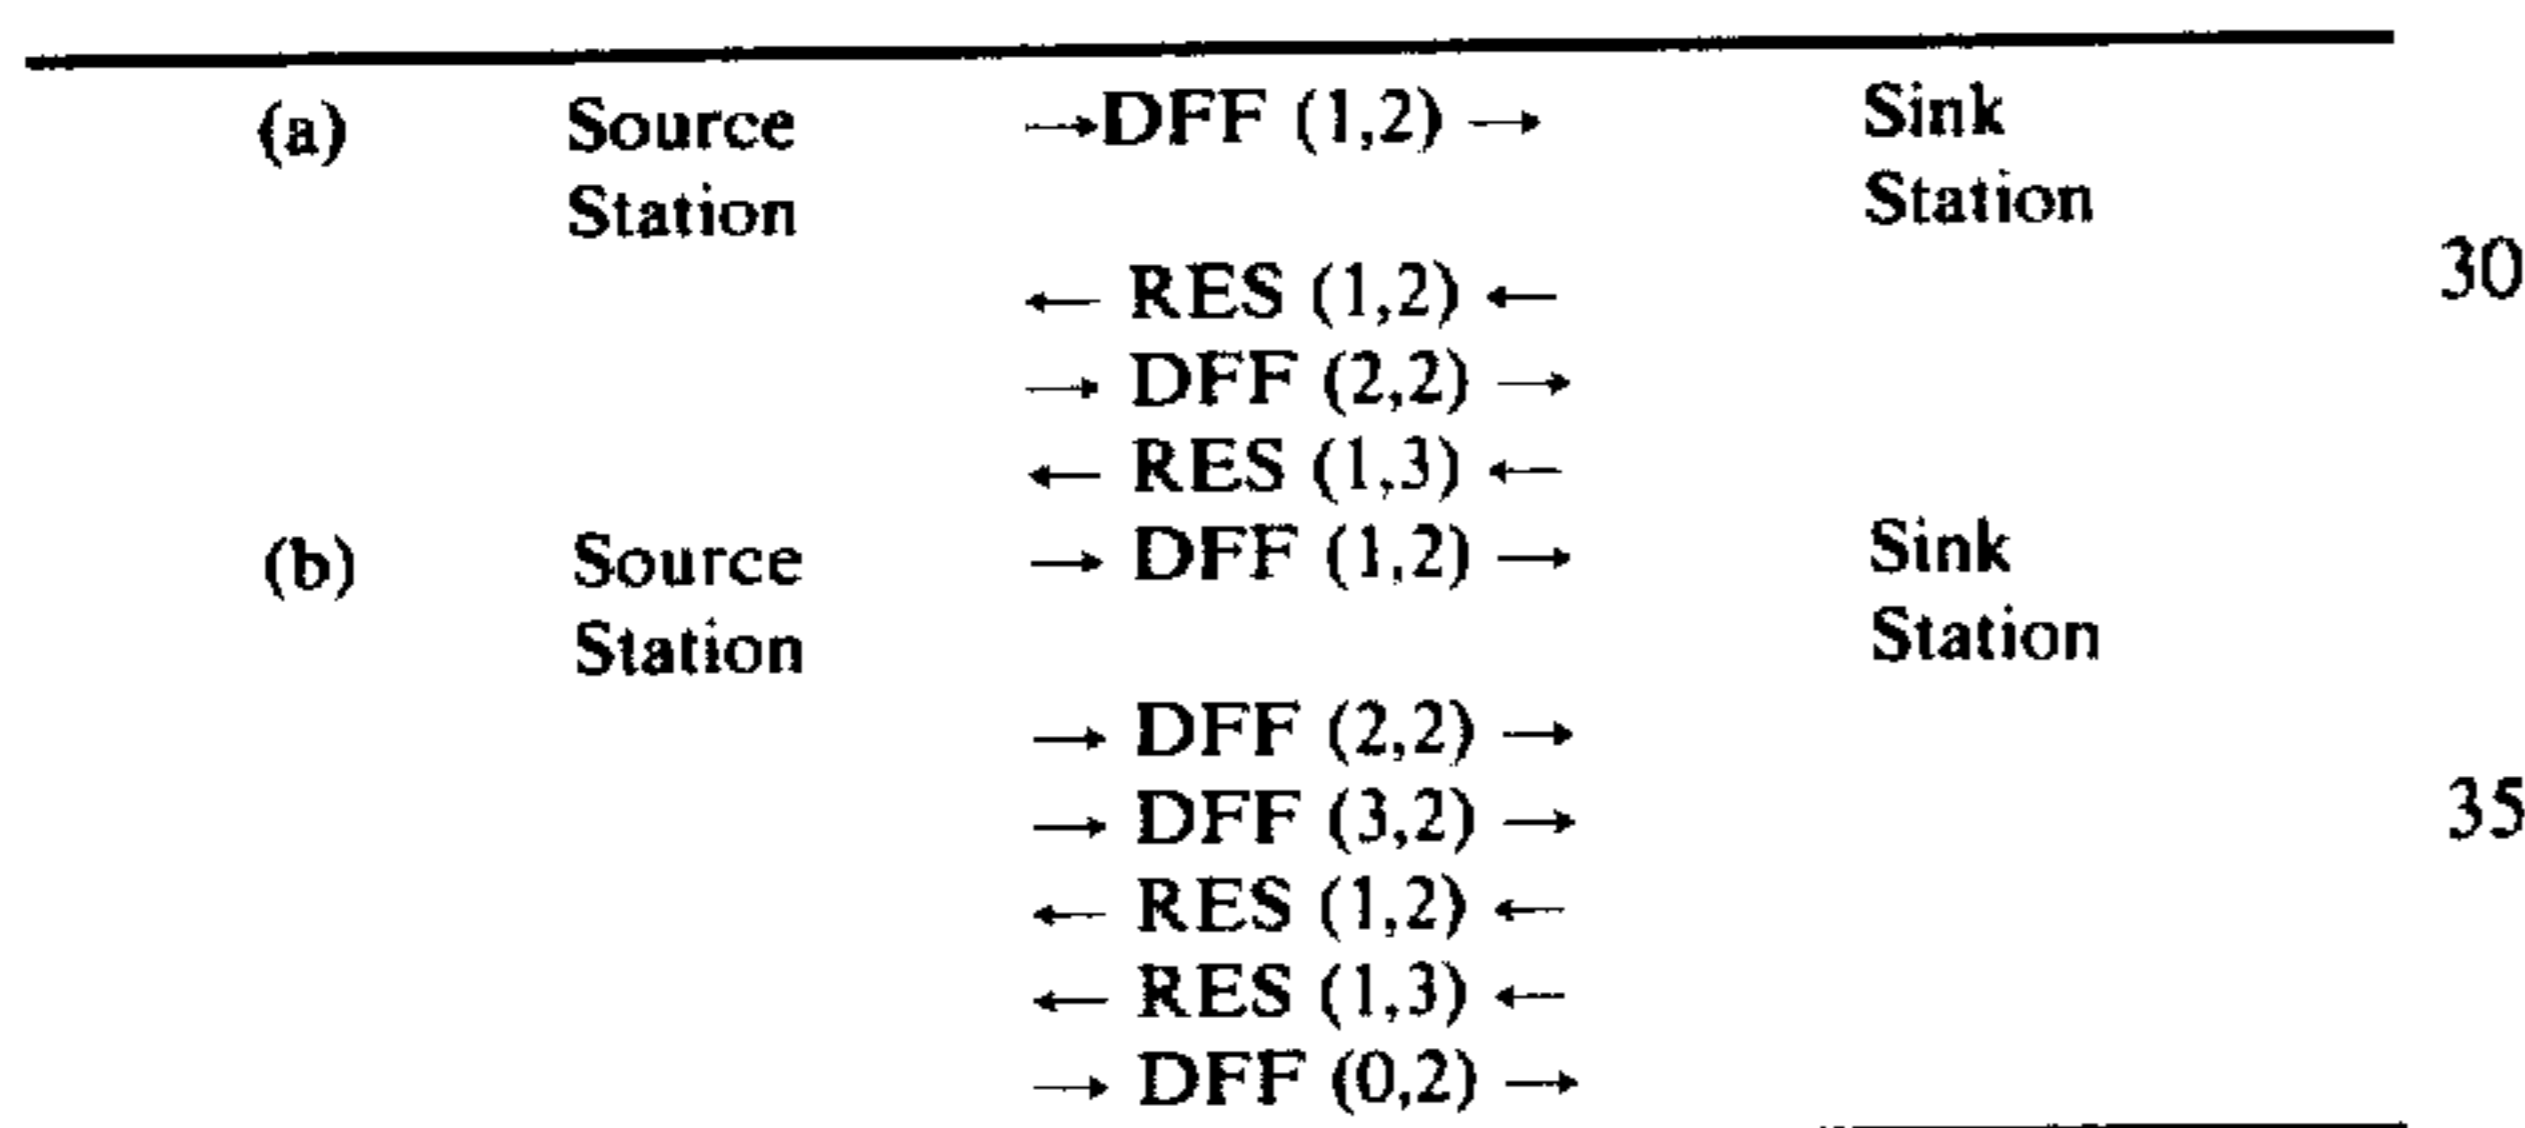 (a) Source →DFF (1,2) → Sink
Station Station
30
← RES (1,2) ←
→ DFF (2,2) →
← RES (1,3) ←
(b) Source → DFF (1,2) → Sink
Station Station
→ DFF (2,2) →
35
→ DFF (3,2) →
← RES (1,2) ←
← RES (1,3) ←
→ DFF (0,2) →